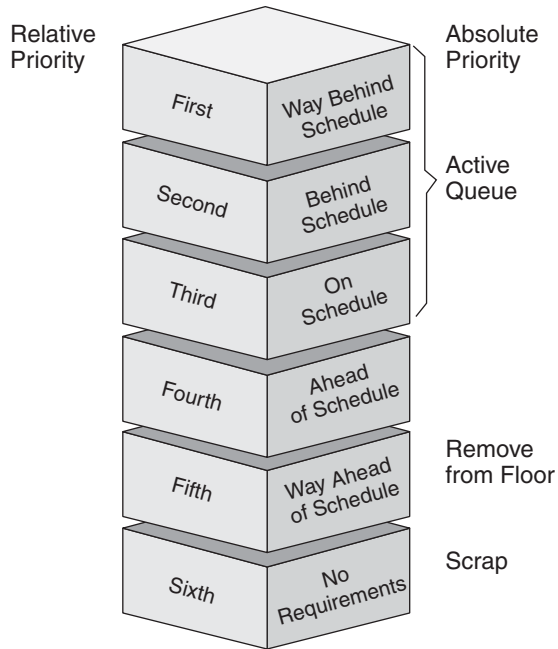 Relative
Priority
Absolute
Priority
First
Way Behind
Schedule
Active
Queue
Second
Behind
Schedule
Third
On
Schedule
Fourth
Ahead
of Schedule
Remove
from Floor
Fifth
Way Ahead
of Schedule
Scrap
Sixth
No
Requirements